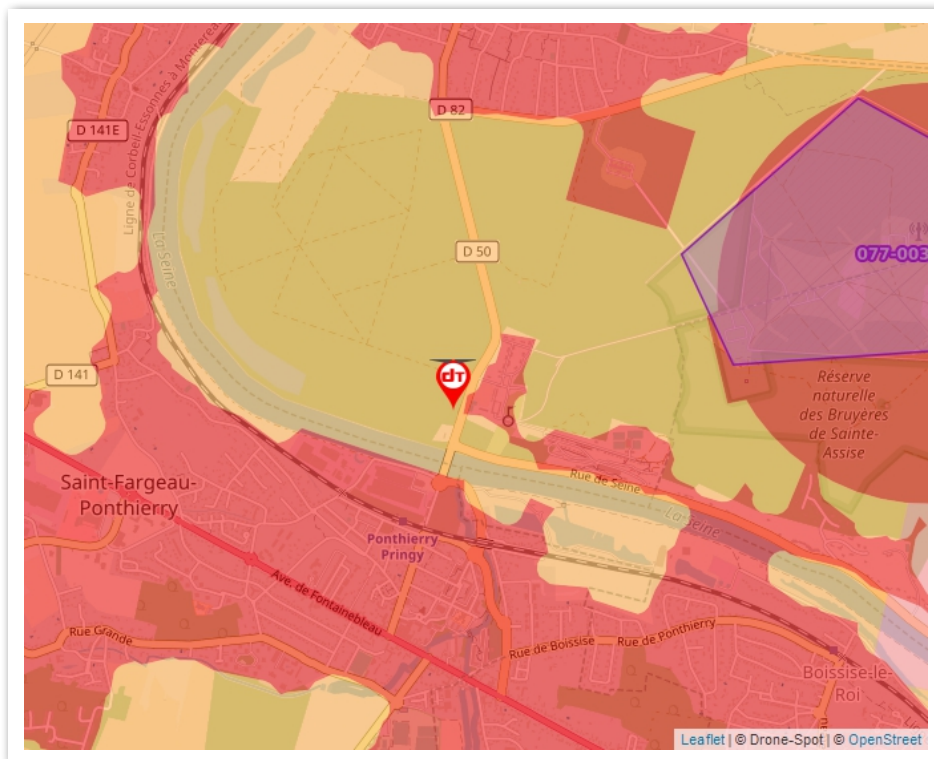 D 82
D 141E
Ligne de Corbeil-Essonnes à Montereau
La Seine
D 50
077-003
D 141
dT
Réserve
naturelle
des Bruyères
de Sainte-
Assise
Saint-Fargeau-
Ponthierry
Rue de Seine
La Seine
Ponthierry
Pringy
Ave. de Fontainebleau
Rue Grande
Rue de Boissise
Rue de Ponthierry
Boissise-le-
Roi
Leaflet | © Drone-Spot | © OpenStreet